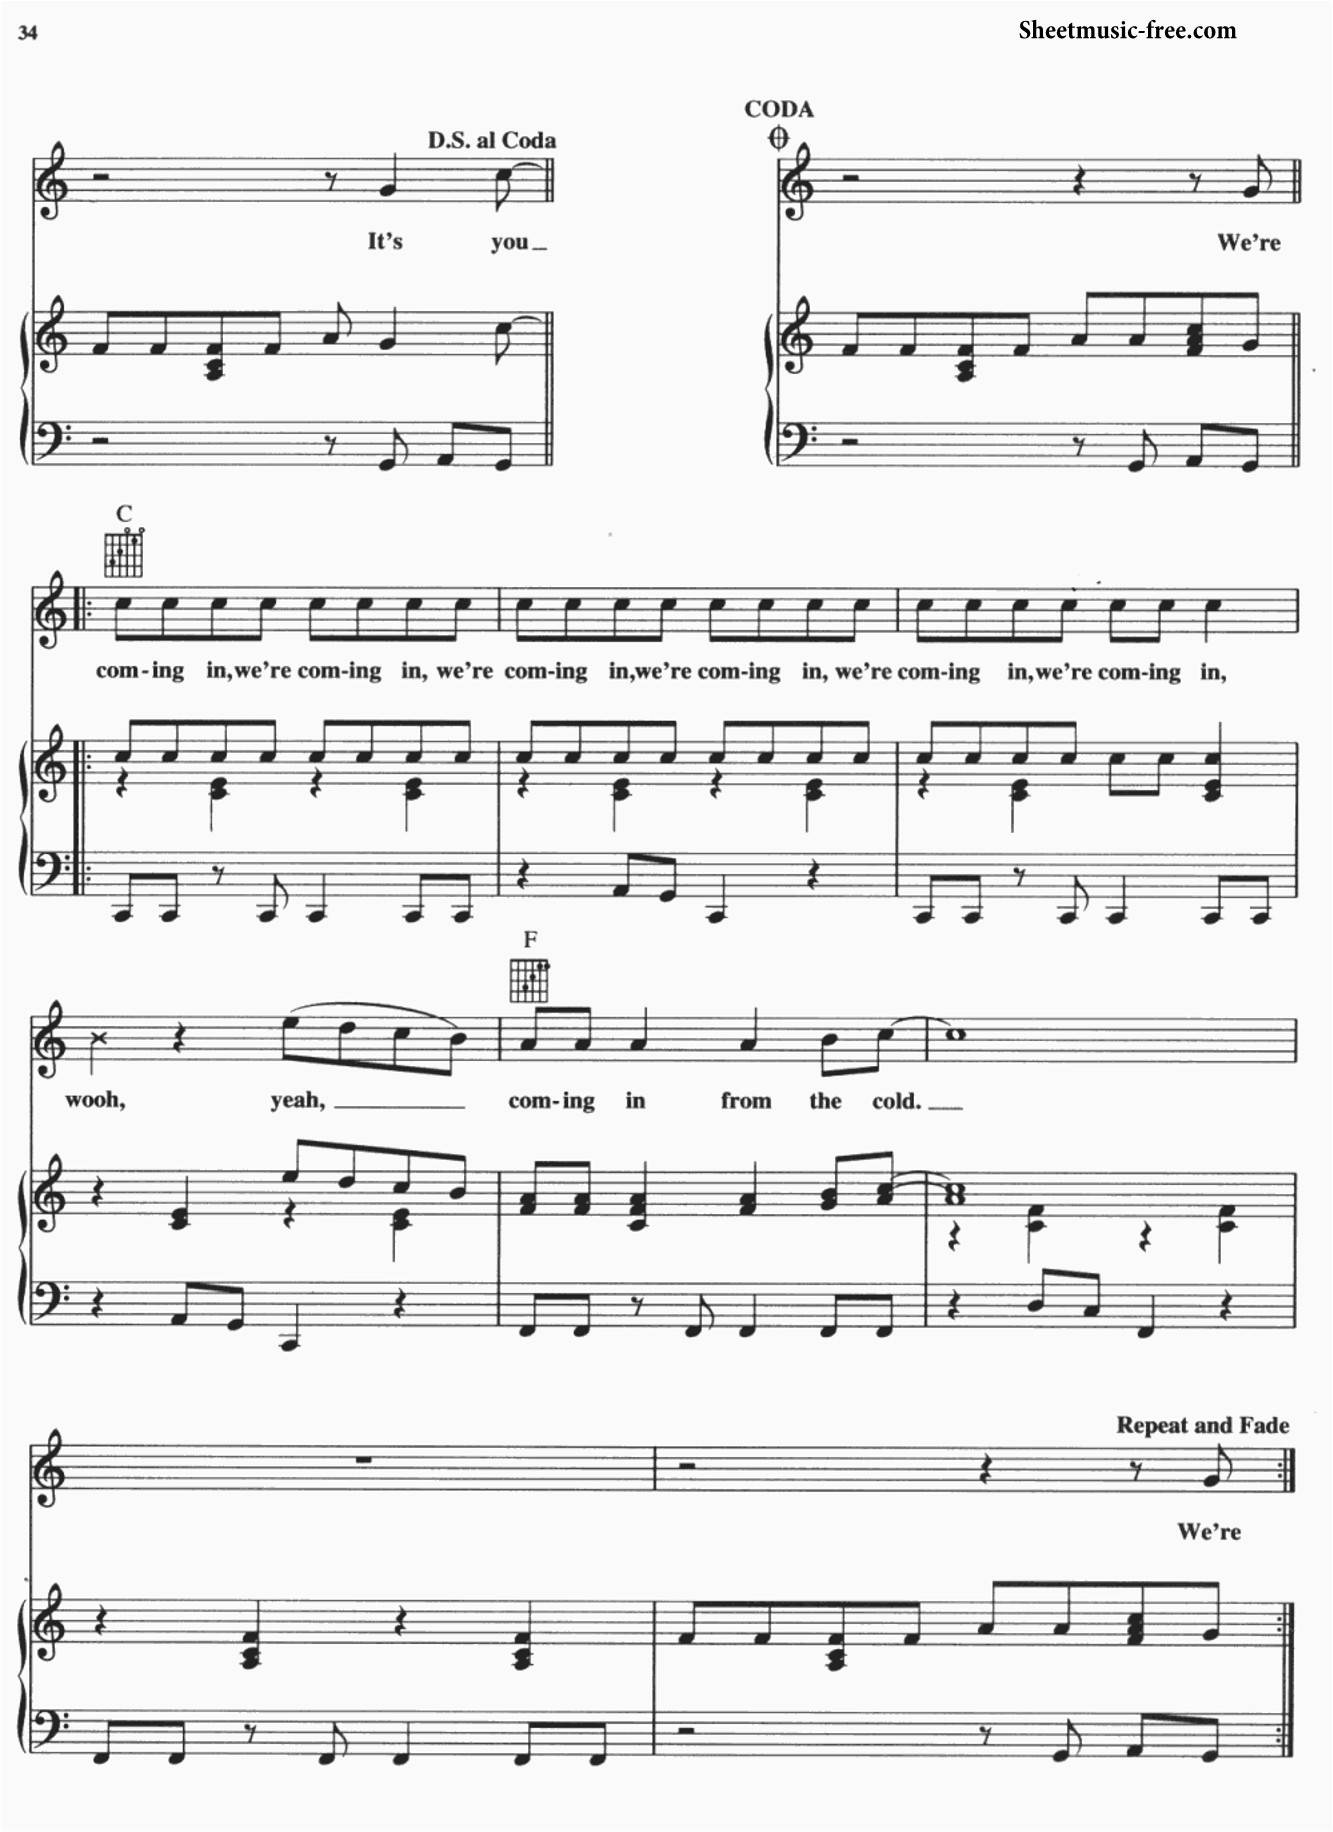 34
Sheetmusic-free.com
CODA
D.S. al Coda
It's you
We're
C
com-ing in, we're com-ing in, we're com-ing in, we're com-ing in, we're com-ing in, we're com-ing in,
F
wooh, yeah, com-ing in from the cold.
Repeat and Fade
We're